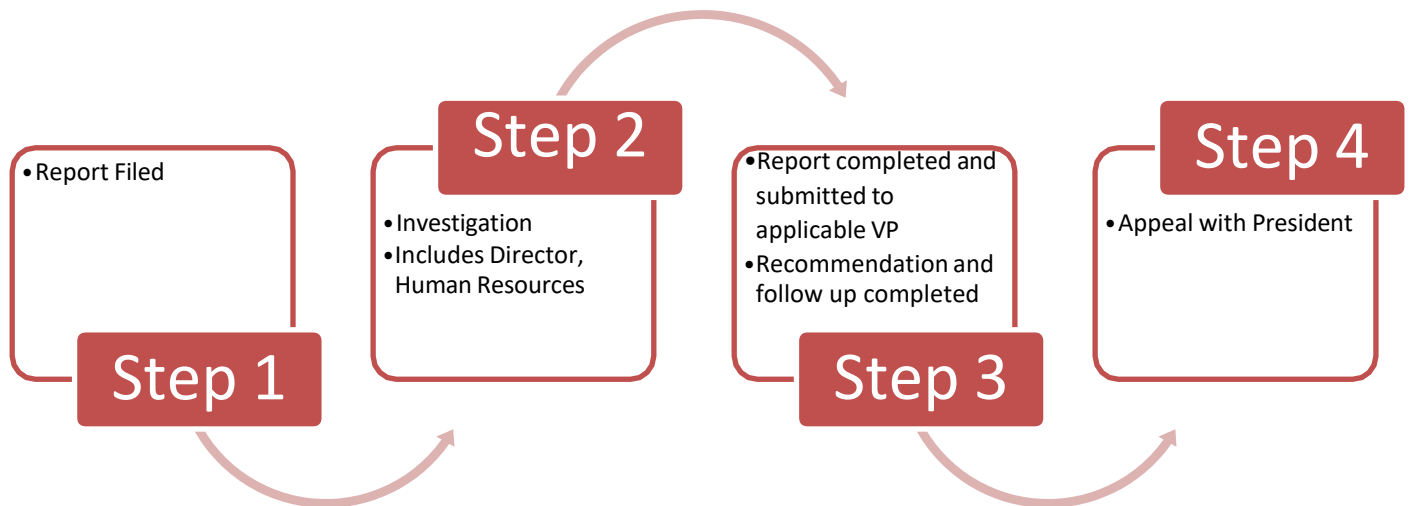 Step 1
•Report Filed
Step 2
•Investigation
•Includes Director,
Human Resources
•Report completed and
submitted to
applicable VP
•Recommendation and
follow up completed
Step 3
Step 4
•Appeal with President